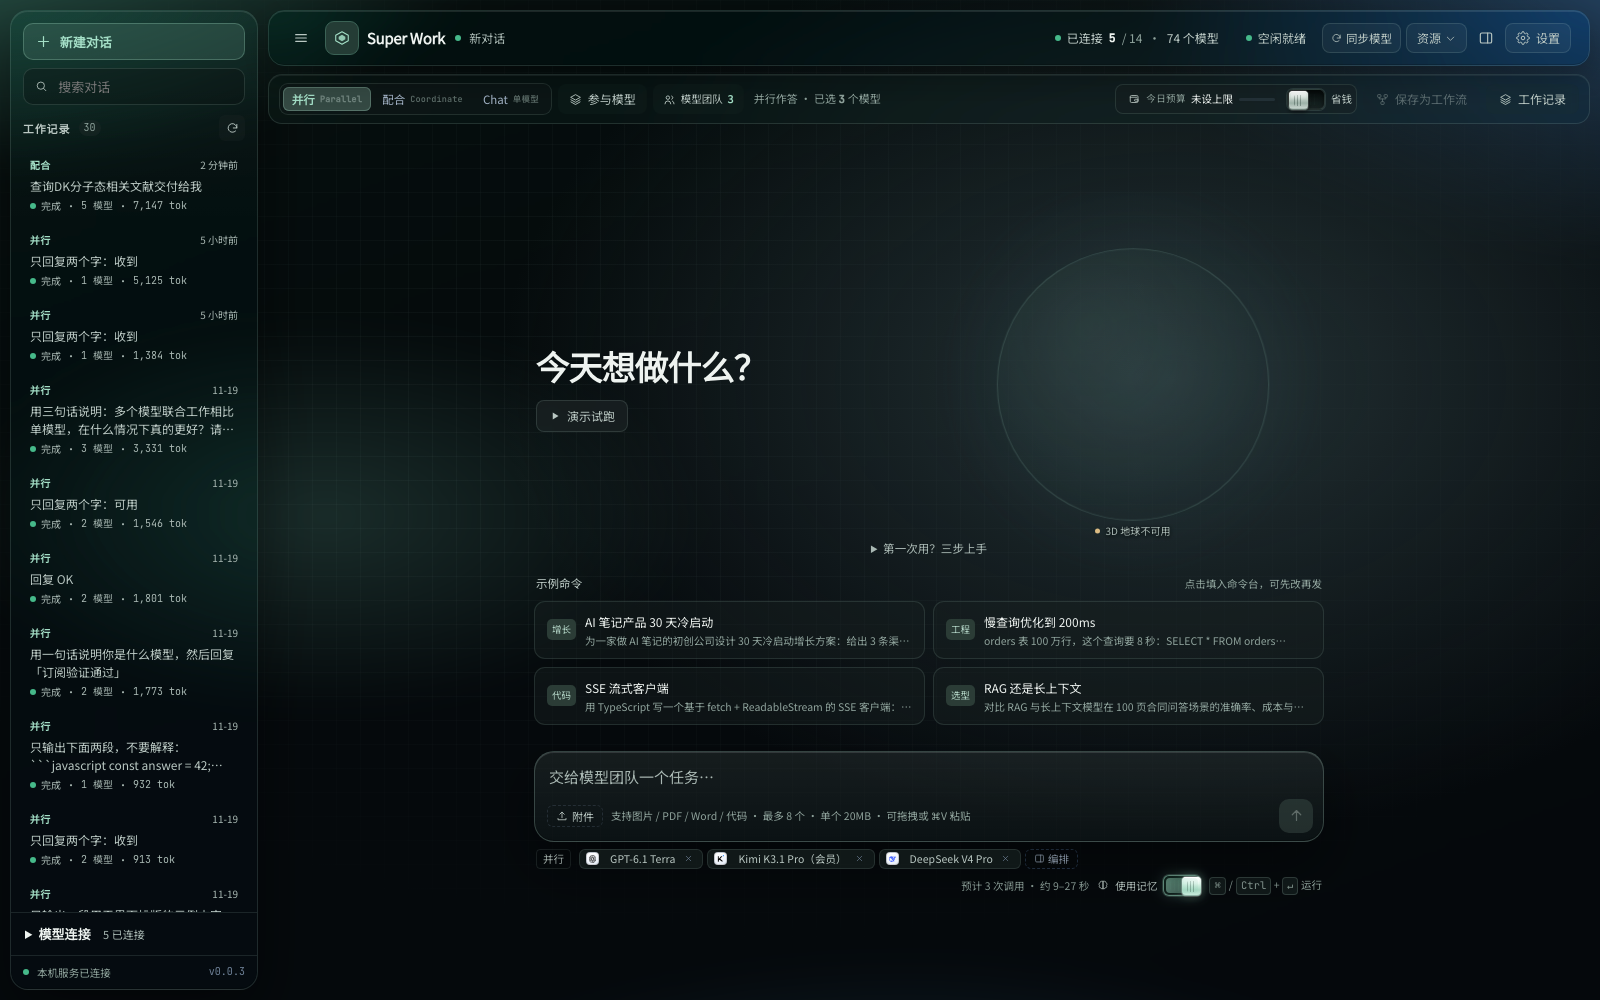 新建对话
搜索对话
工作记录 30
配合 2 分钟前
查询DK分子态相关文献交付给我
完成 · 5 模型 · 7,147 tok
并行 5 小时前
只回复两个字：收到
完成 · 1 模型 · 5,125 tok
并行 5 小时前
只回复两个字：收到
完成 · 1 模型 · 1,384 tok
并行 11-19
用三句话说明：多个模型联合工作相比
单模型，在什么情况下真的更好？请…
完成 · 3 模型 · 3,331 tok
并行 11-19
只回复两个字：可用
完成 · 2 模型 · 1,546 tok
并行 11-19
回复 OK
完成 · 2 模型 · 1,801 tok
并行 11-19
用一句话说明你是什么模型，然后回复
「订阅验证通过」
完成 · 2 模型 · 1,773 tok
并行 11-19
只输出下面两段，不要解释：
```javascript const answer = 42;…
完成 · 1 模型 · 932 tok
并行 11-19
只回复两个字：收到
完成 · 2 模型 · 913 tok
并行 11-19
模型连接 5 已连接
本机服务已连接 v0.0.3
Super Work 新对话
已连接 5 / 14 · 74 个模型 空闲就绪 同步模型 资源 设置
并行 Parallel 配合 Coordinate Chat 单模型 参与模型 模型团队 3 并行作答 · 已选 3 个模型
今日预算 未设上限 省钱 保存为工作流 工作记录
今天想做什么？
演示试跑
3D 地球不可用
第一次用？三步上手
示例命令 点击填入命令台，可先改再发
增长 AI 笔记产品 30 天冷启动
为一家做 AI 笔记的初创公司设计 30 天冷启动增长方案：给出 3 条渠…
工程 慢查询优化到 200ms
orders 表 100 万行，这个查询要 8 秒：SELECT * FROM orders…
代码 SSE 流式客户端
用 TypeScript 写一个基于 fetch + ReadableStream 的 SSE 客户端：…
选型 RAG 还是长上下文
对比 RAG 与长上下文模型在 100 页合同问答场景的准确率、成本与…
交给模型团队一个任务…
附件 支持图片 / PDF / Word / 代码 · 最多 8 个 · 单个 20MB · 可拖拽或 ⌘V 粘贴
并行 GPT-6.1 Terra × Kimi K3.1 Pro（会员） × DeepSeek V4 Pro × 编排
预计 3 次调用 · 约 9–27 秒 使用记忆 ⌘ / Ctrl + ↵ 运行